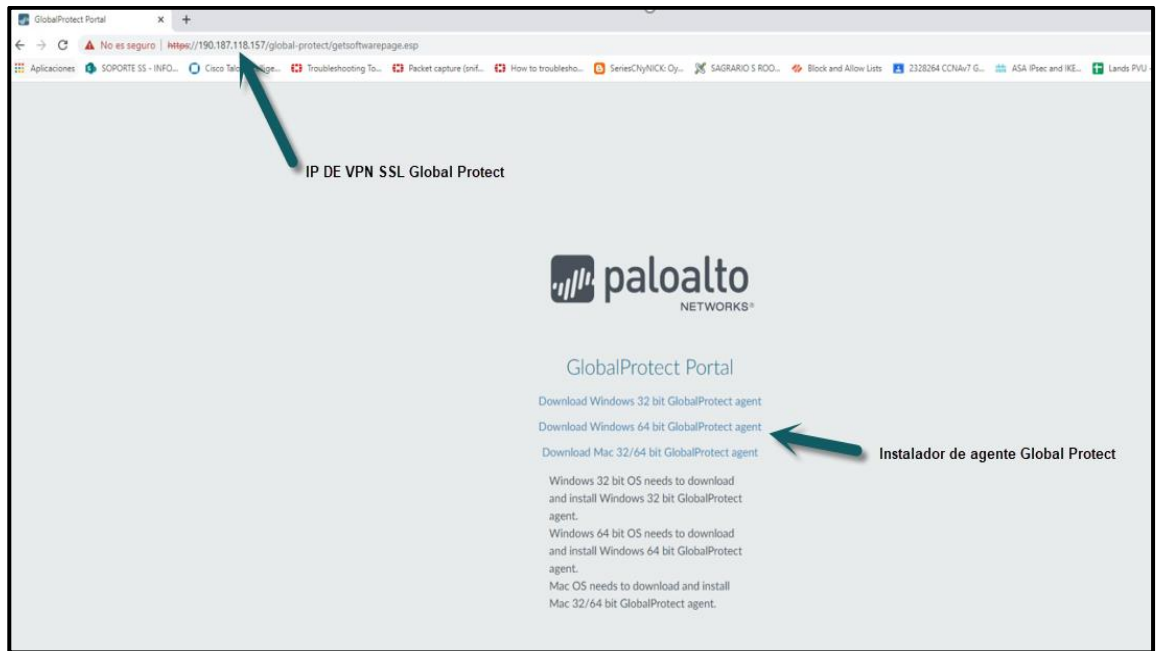 GlobalProtect Portal
No es seguro | https://190.187.118.157/global-protect/getsoftwarepage.esp
Aplicaciones SOPORTE SS - INFO... Cisco Talos Troubleshooting To... Packet capture (snif... How to troublesho... SeriesCNyNICK: Oy... SAGRARIO S ROO... Block and Allow Lists 2328264 CCNAv7 G... ASA IPsec and IKE... Lands PVU
IP DE VPN SSL Global Protect
paloalto
NETWORKS®
GlobalProtect Portal
Download Windows 32 bit GlobalProtect agent
Download Windows 64 bit GlobalProtect agent
Download Mac 32/64 bit GlobalProtect agent
Instalador de agente Global Protect
Windows 32 bit OS needs to download
and install Windows 32 bit GlobalProtect
agent.
Windows 64 bit OS needs to download
and install Windows 64 bit GlobalProtect
agent.
Mac OS needs to download and install
Mac 32/64 bit GlobalProtect agent.